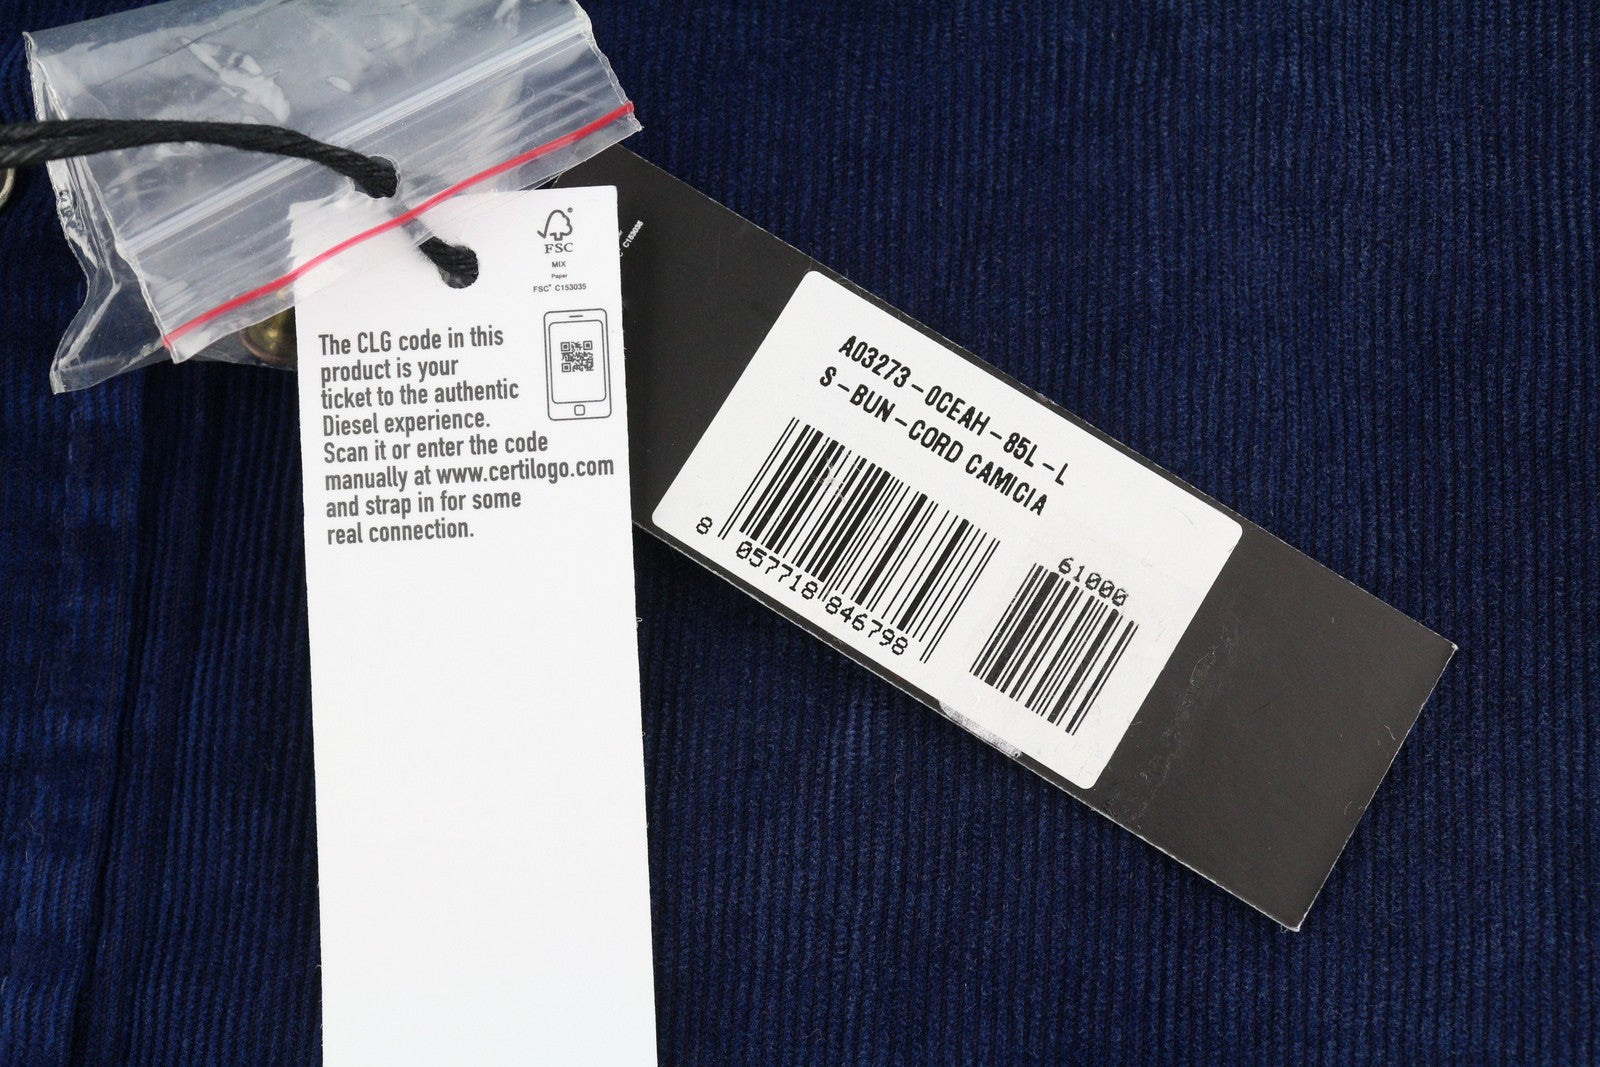 FSC
MIX
Paper
FSC® C153035
The CLG code in this
product is your
ticket to the authentic
Diesel experience.
Scan it or enter the code
manually at www.certilogo.com
and strap in for some
real connection.
C153035
A03273-0CEAH-85L-L
S-BUN-CORD CAMICIA
8 057718 846798
61000